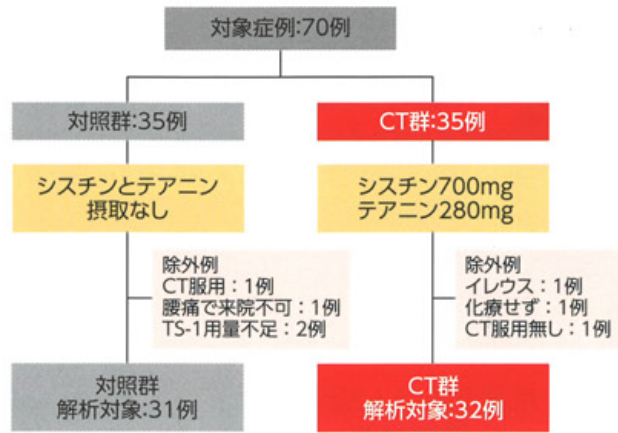 対象症例:70例
対照群:35例
CT群:35例
シスチンとテアニン
摂取なし
シスチン700mg
テアニン280mg
除外例
CT服用：1例
腰痛で来院不可：1例
TS-1用量不足：2例
除外例
イレウス：1例
化療せず：1例
CT服用無し：1例
対照群
解析対象:31例
CT群
解析対象:32例